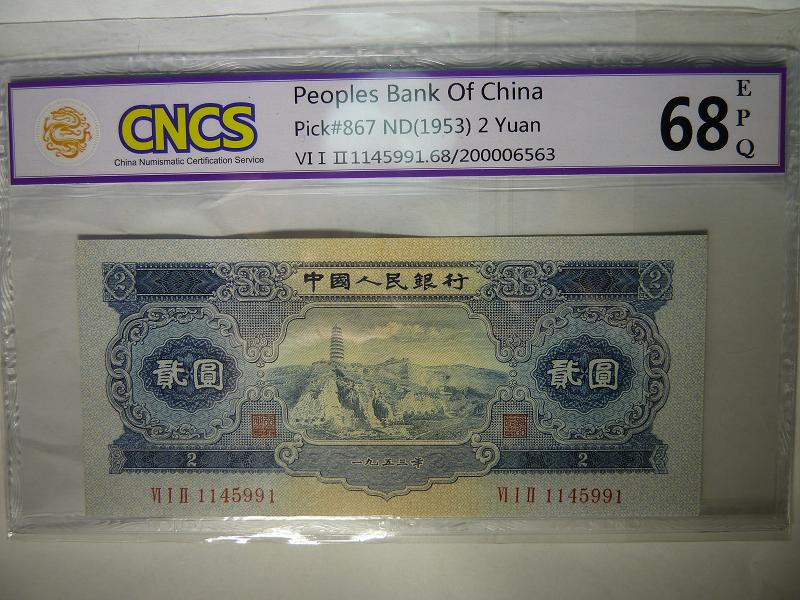 CNCS
China Numismatic Certification Service
Peoples Bank Of China
Pick#867 ND(1953) 2 Yuan
VI I II1145991.68/200006563
68
E
P
Q
2 中國人民銀行 2
貳圓 貳圓
一九五三年
2 2
VI I II 1145991 VI I II 1145991